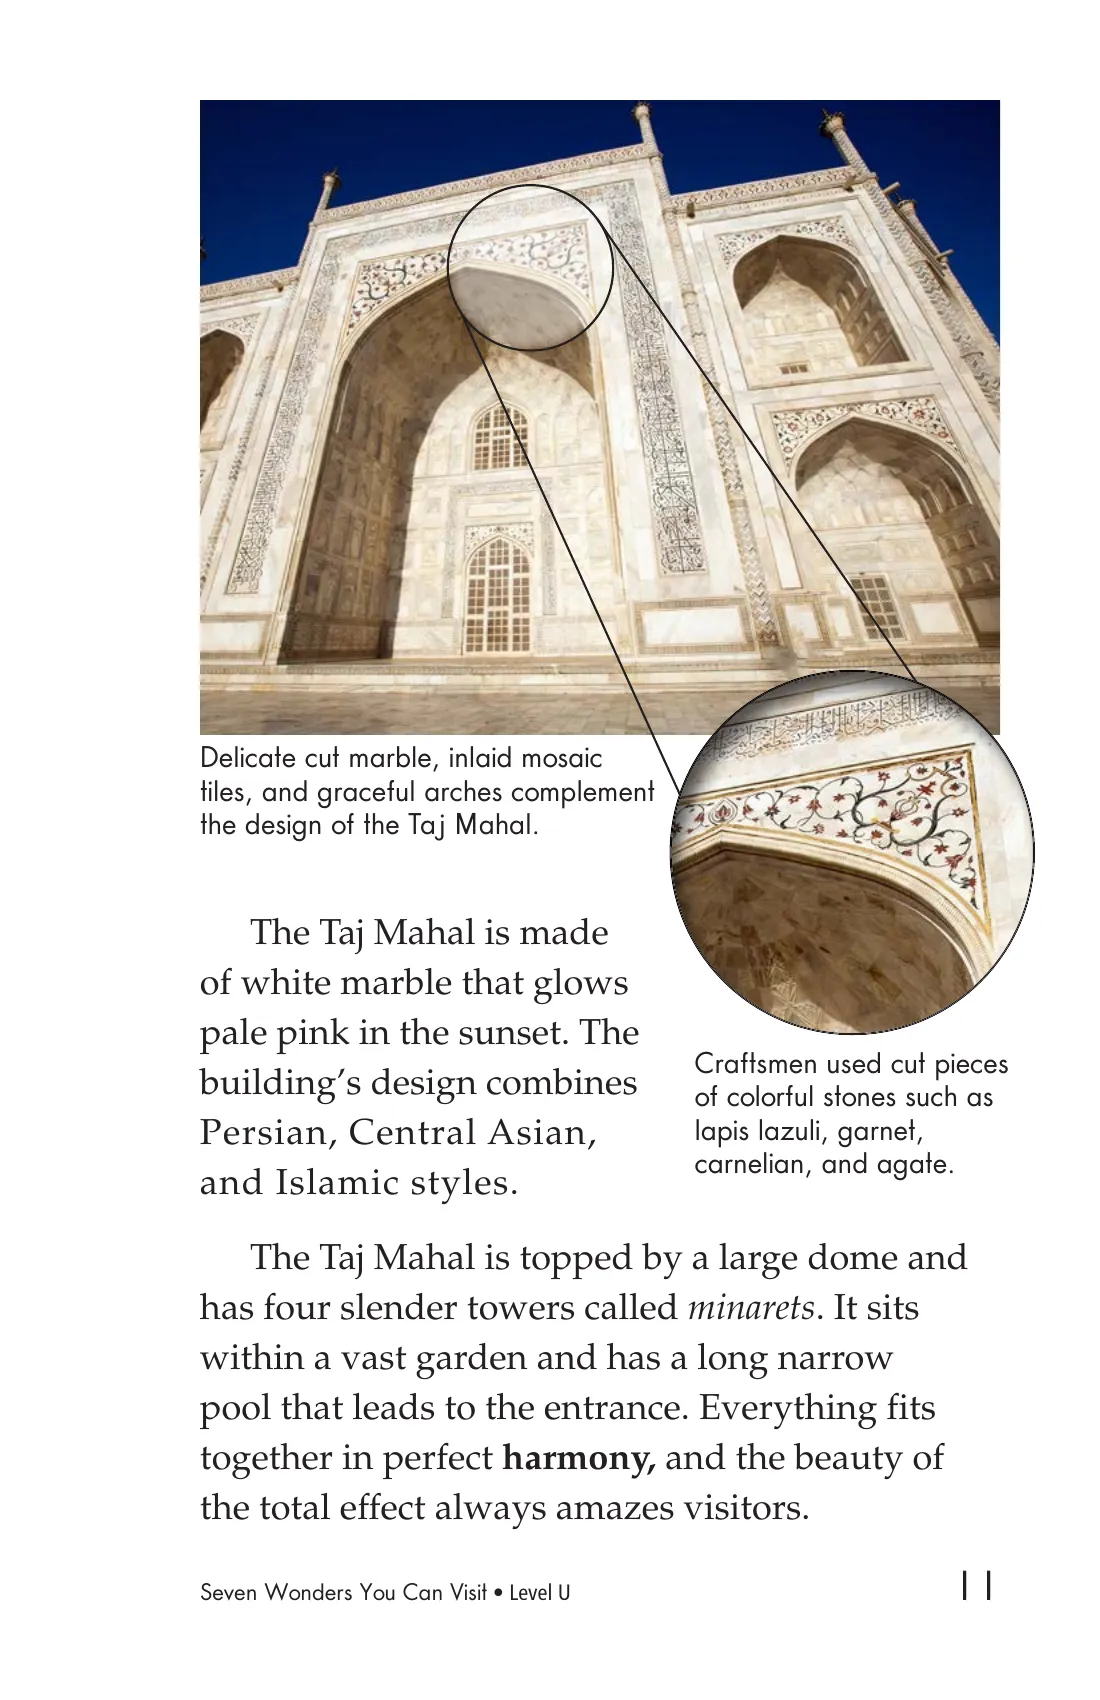 Delicate cut marble, inlaid mosaic
tiles, and graceful arches complement
the design of the Taj Mahal.
The Taj Mahal is made
of white marble that glows
pale pink in the sunset. The
building’s design combines
Persian, Central Asian,
and Islamic styles.
Craftsmen used cut pieces
of colorful stones such as
lapis lazuli, garnet,
carnelian, and agate.
The Taj Mahal is topped by a large dome and
has four slender towers called minarets. It sits
within a vast garden and has a long narrow
pool that leads to the entrance. Everything fits
together in perfect harmony, and the beauty of
the total effect always amazes visitors.
Seven Wonders You Can Visit • Level U
11